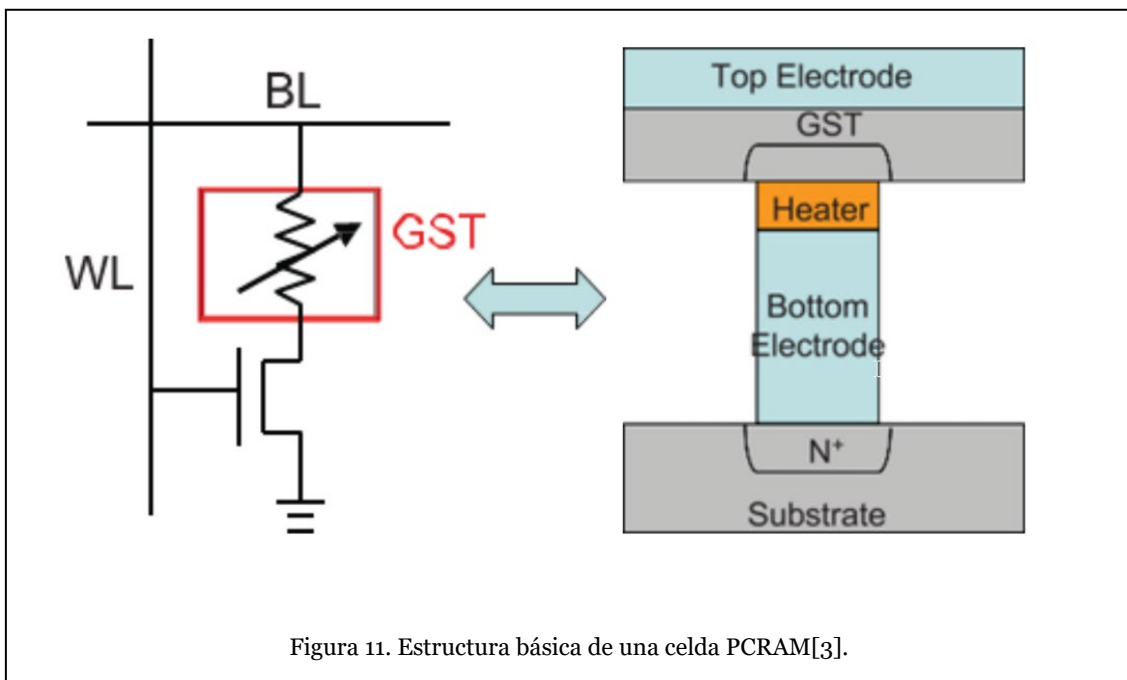 BL
WL
GST
Top Electrode
GST
Heater
Bottom
Electrode
N⁺
Substrate
Figura 11. Estructura básica de una celda PCRAM[3].